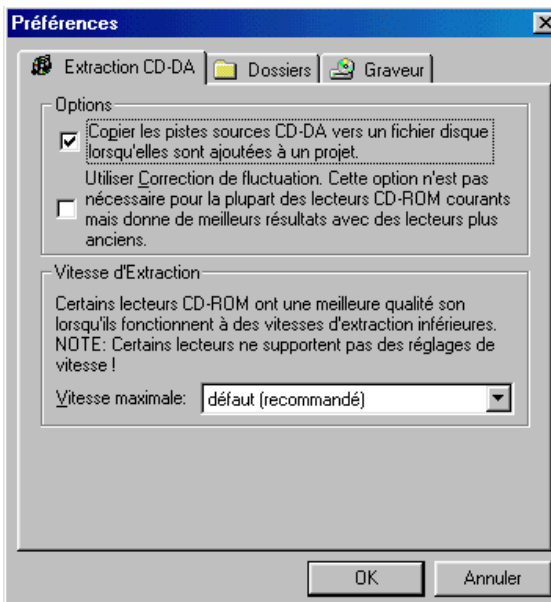 Préférences
Extraction CD-DA
Dossiers
Graveur
Options
Copier les pistes sources CD-DA vers un fichier disque
lorsqu'elles sont ajoutées à un projet.
Utiliser Correction de fluctuation. Cette option n'est pas
nécessaire pour la plupart des lecteurs CD-ROM courants
mais donne de meilleurs résultats avec des lecteurs plus
anciens.
Vitesse d'Extraction
Certains lecteurs CD-ROM ont une meilleure qualité son
lorsqu'ils fonctionnent à des vitesses d'extraction inférieures.
NOTE: Certains lecteurs ne supportent pas des réglages de
vitesse !
Vitesse maximale: défaut (recommandé)
OK
Annuler